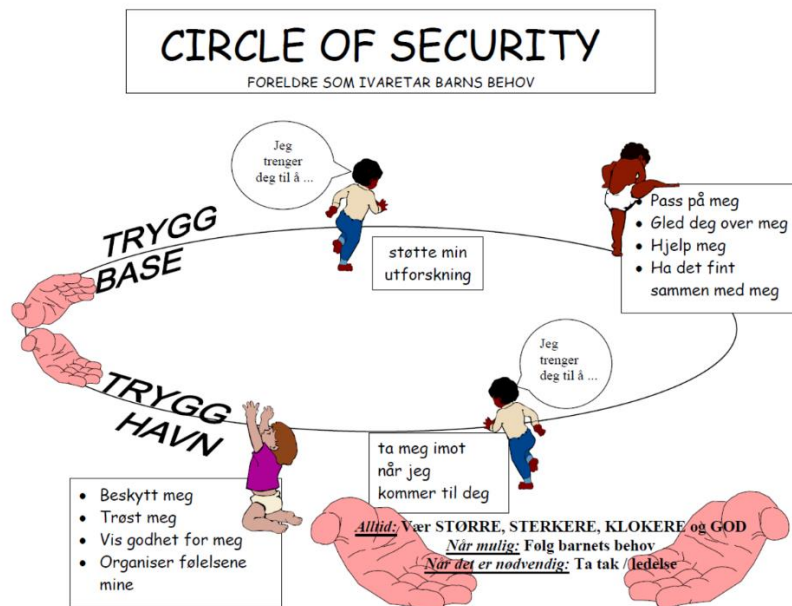 CIRCLE OF SECURITY
FORELDRE SOM IVARETAR BARNS BEHOV
Jeg
trenger
deg til å ...
TRYGG
BASE
støtte min
utforskning
• Pass på meg
• Gled deg over meg
• Hjelp meg
• Ha det fint
sammen med meg
Jeg
trenger
deg til å ...
TRYGG
HAVN
ta meg imot
når jeg
kommer til deg
• Beskytt meg
• Trøst meg
• Vis godhet for meg
• Organiser følelsene
mine
Alltid: Vær STØRRE, STERKERE, KLOKERE og GOD
Når mulig: Følg barnets behov
Når det er nødvendig: Ta tak / ledelse